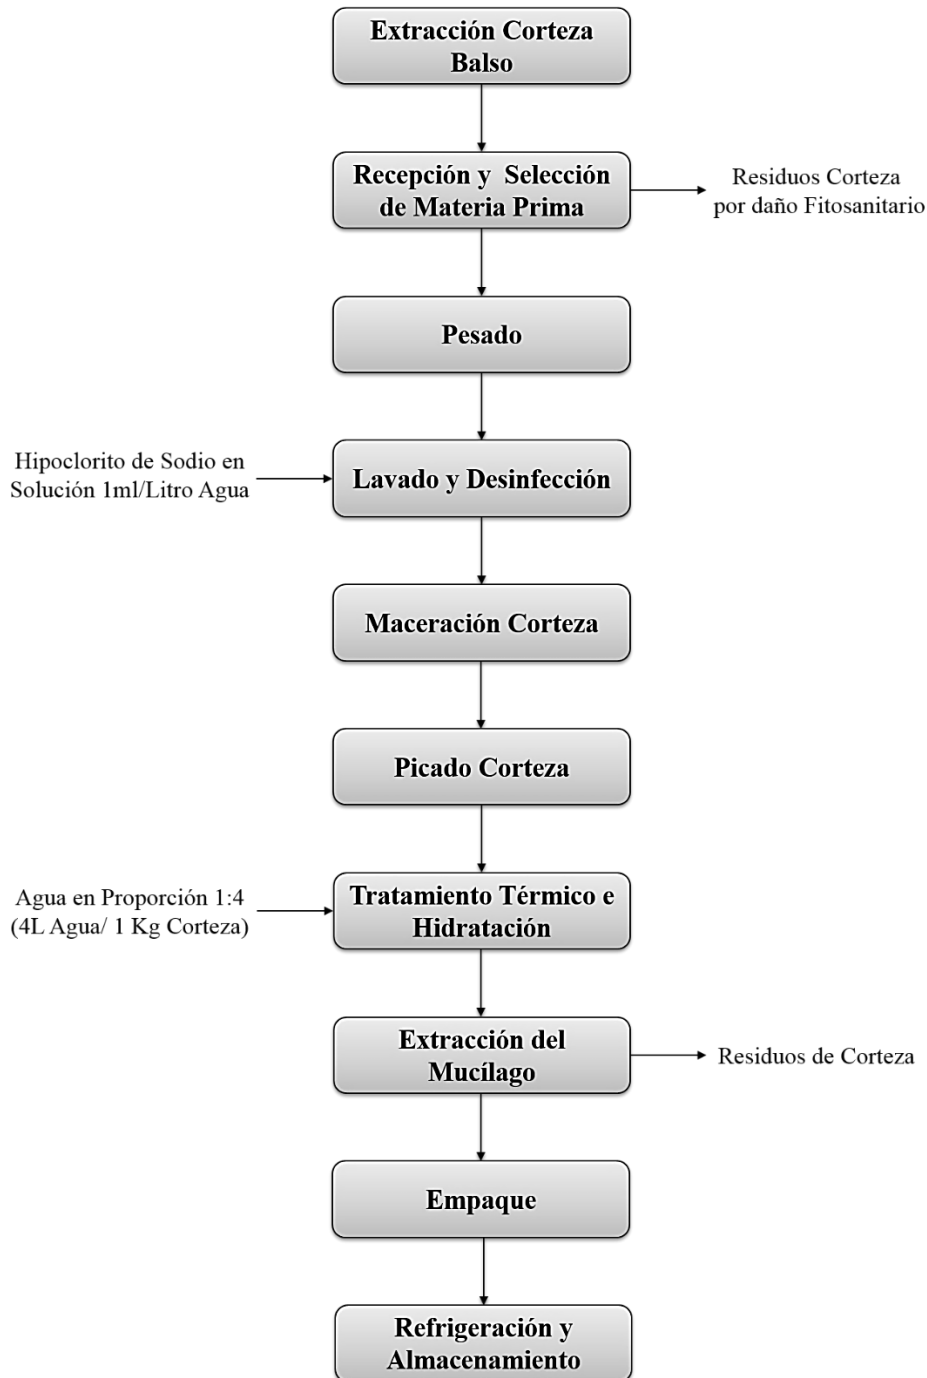 Extracción Corteza
Balso
Recepción y Selección
de Materia Prima
Residuos Corteza
por daño Fitosanitario
Pesado
Hipoclorito de Sodio en
Solución 1ml/Litro Agua
Lavado y Desinfección
Maceración Corteza
Picado Corteza
Agua en Proporción 1:4
(4L Agua/ 1 Kg Corteza)
Tratamiento Térmico e
Hidratación
Extracción del
Mucílago
Residuos de Corteza
Empaque
Refrigeración y
Almacenamiento